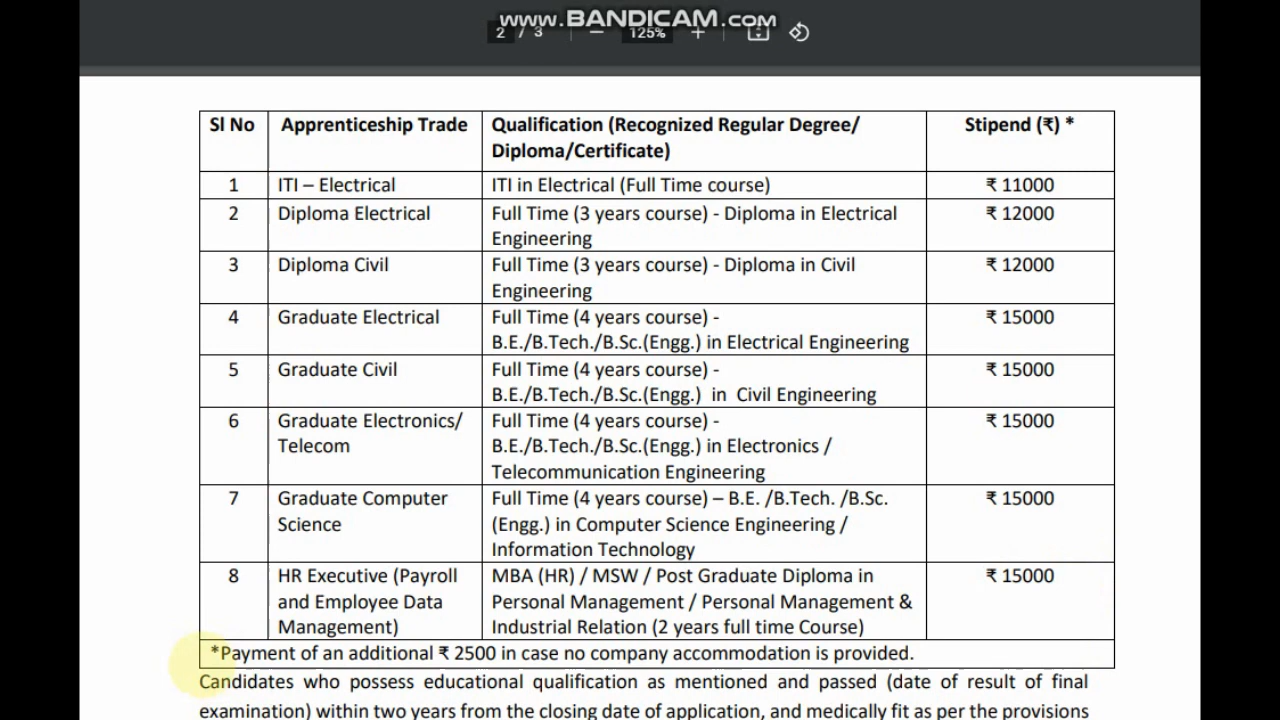 www.BANDICAM.com
2 / 3 − 125% +
Sl No Apprenticeship Trade Qualification (Recognized Regular Degree/ Stipend (₹) *
Diploma/Certificate)
1 ITI – Electrical ITI in Electrical (Full Time course) ₹ 11000
2 Diploma Electrical Full Time (3 years course) - Diploma in Electrical ₹ 12000
Engineering
3 Diploma Civil Full Time (3 years course) - Diploma in Civil ₹ 12000
Engineering
4 Graduate Electrical Full Time (4 years course) - ₹ 15000
B.E./B.Tech./B.Sc.(Engg.) in Electrical Engineering
5 Graduate Civil Full Time (4 years course) - ₹ 15000
B.E./B.Tech./B.Sc.(Engg.) in Civil Engineering
6 Graduate Electronics/ Full Time (4 years course) - ₹ 15000
Telecom B.E./B.Tech./B.Sc.(Engg.) in Electronics /
Telecommunication Engineering
7 Graduate Computer Full Time (4 years course) – B.E. /B.Tech. /B.Sc. ₹ 15000
Science (Engg.) in Computer Science Engineering /
Information Technology
8 HR Executive (Payroll MBA (HR) / MSW / Post Graduate Diploma in ₹ 15000
and Employee Data Personal Management / Personal Management &
Management) Industrial Relation (2 years full time Course)
*Payment of an additional ₹ 2500 in case no company accommodation is provided.
Candidates who possess educational qualification as mentioned and passed (date of result of final
examination) within two years from the closing date of application, and medically fit as per the provisions